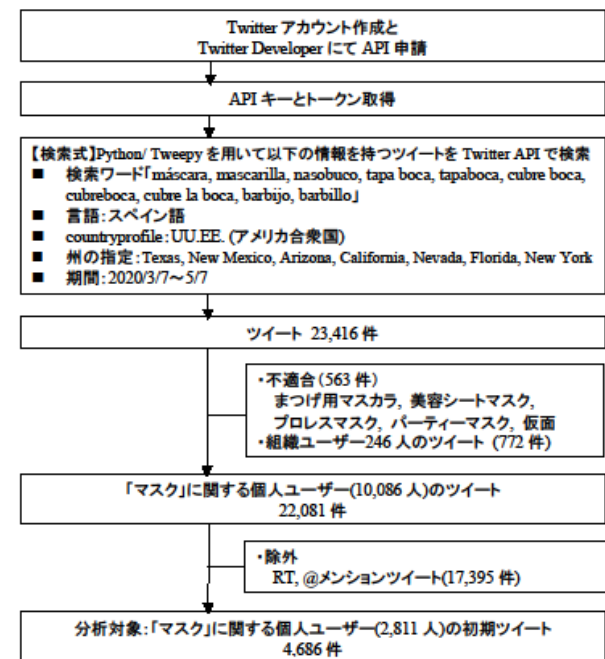 Twitter アカウント作成と
Twitter Developer にて API 申請
API キーとトークン取得
【検索式】Python/ Tweepy を用いて以下の情報を持つツイートを Twitter API で検索
■ 検索ワード「máscara, mascarilla, nasobuco, tapa boca, tapaboca, cubre boca,
cubreboca, cubre la boca, barbijo, barbillo」
■ 言語：スペイン語
■ countryprofile：UU.EE. (アメリカ合衆国)
■ 州の指定：Texas, New Mexico, Arizona, California, Nevada, Florida, New York
■ 期間：2020/3/7～5/7
ツイート 23,416 件
・不適合（563 件）
まつげ用マスカラ, 美容シートマスク,
プロレスマスク, パーティーマスク, 仮面
・組織ユーザー246 人のツイート (772 件)
「マスク」に関する個人ユーザー(10,086 人)のツイート
22,081 件
・除外
RT, @メンションツイート(17,395 件)
分析対象：「マスク」に関する個人ユーザー(2,811 人)の初期ツイート
4,686 件